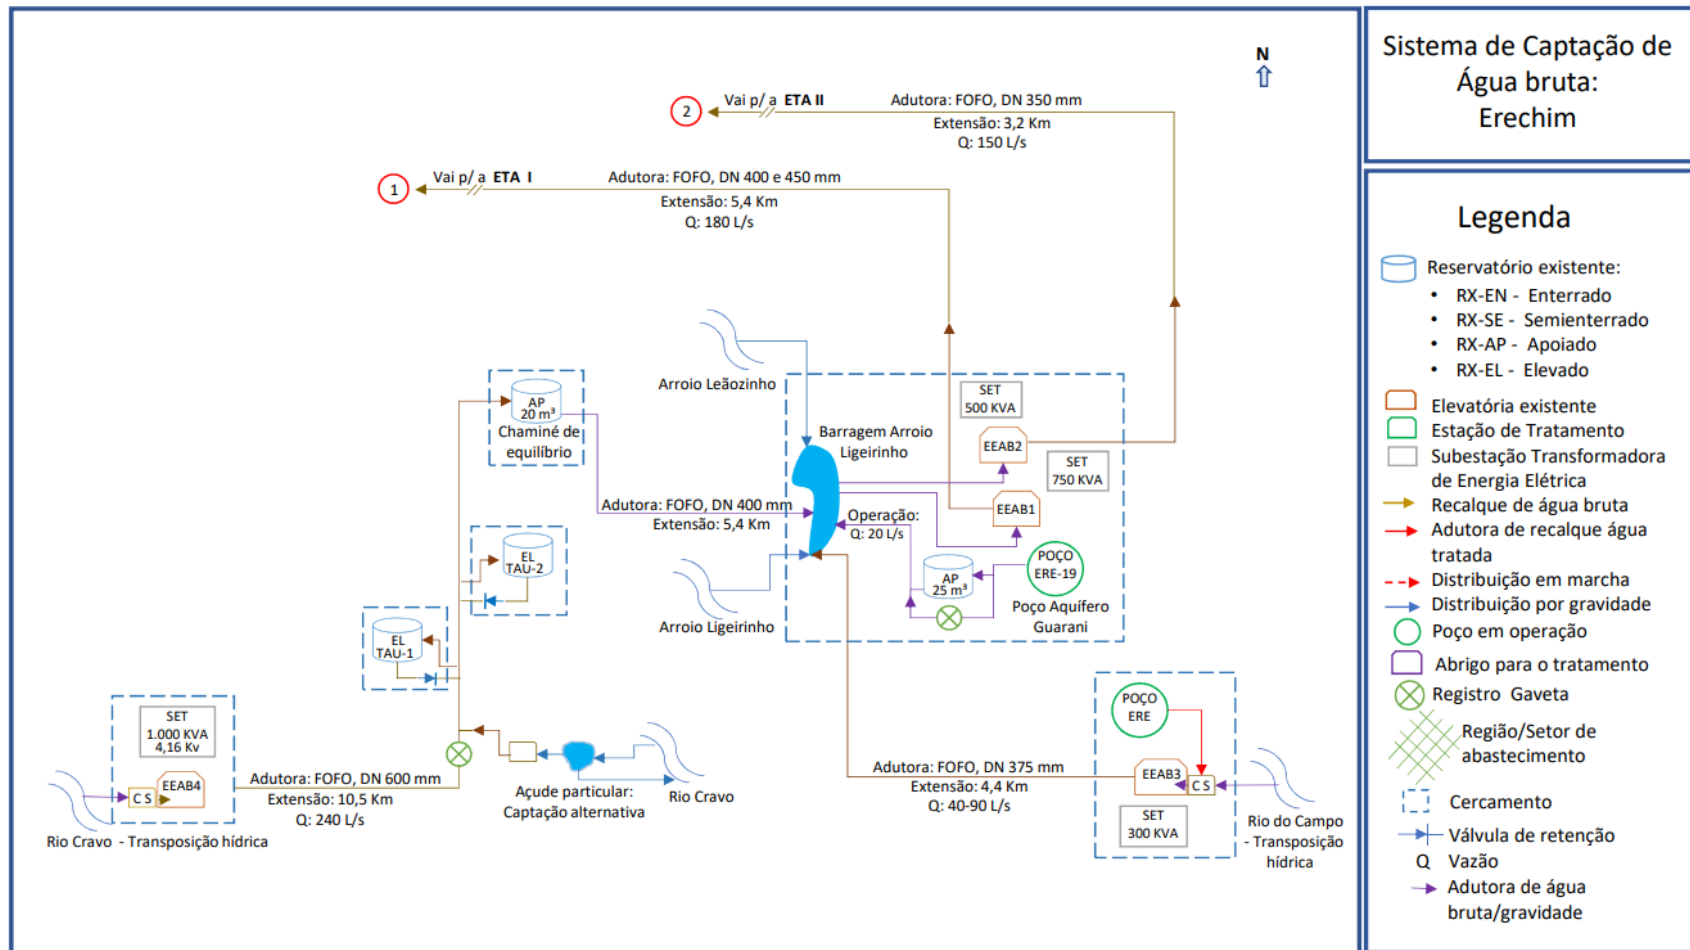 Sistema de Captação de
Água bruta:
Erechim
N
2
Vai p/ a ETA II
Adutora: FOFO, DN 350 mm
Extensão: 3,2 Km
Q: 150 L/s
1
Vai p/ a ETA I
Adutora: FOFO, DN 400 e 450 mm
Extensão: 5,4 Km
Q: 180 L/s
Arroio Leãozinho
AP
20 m³
Chaminé de
equilíbrio
Barragem Arroio
Ligeirinho
SET
500 KVA
EEAB2
SET
750 KVA
EEAB1
Adutora: FOFO, DN 400 mm
Extensão: 5,4 Km
Operação:
Q: 20 L/s
EL
TAU-2
AP
25 m³
POÇO
ERE-19
Poço Aquífero
Guarani
Arroio Ligeirinho
EL
TAU-1
SET
1.000 KVA
4,16 Kv
C S
EEAB4
Rio Cravo - Transposição hídrica
Adutora: FOFO, DN 600 mm
Extensão: 10,5 Km
Q: 240 L/s
Açude particular:
Captação alternativa
Rio Cravo
Adutora: FOFO, DN 375 mm
Extensão: 4,4 Km
Q: 40-90 L/s
POÇO
ERE
EEAB3
C S
SET
300 KVA
Rio do Campo
- Transposição
hídrica
Legenda
Reservatório existente:
• RX-EN - Enterrado
• RX-SE - Semienterrado
• RX-AP - Apoiado
• RX-EL - Elevado
Elevatória existente
Estação de Tratamento
Subestação Transformadora
de Energia Elétrica
Recalque de água bruta
Adutora de recalque água
tratada
Distribuição em marcha
Distribuição por gravidade
Poço em operação
Abrigo para o tratamento
Registro Gaveta
Região/Setor de
abastecimento
Cercamento
Válvula de retenção
Q Vazão
Adutora de água
bruta/gravidade